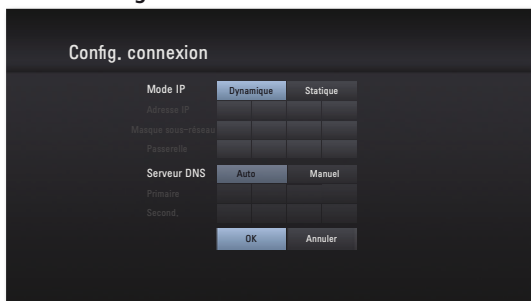 Config. connexion
Mode IP Dynamique Statique
Adresse IP
Masque sous-réseau
Passerelle
Serveur DNS Auto Manuel
Primaire
Second.
OK Annuler